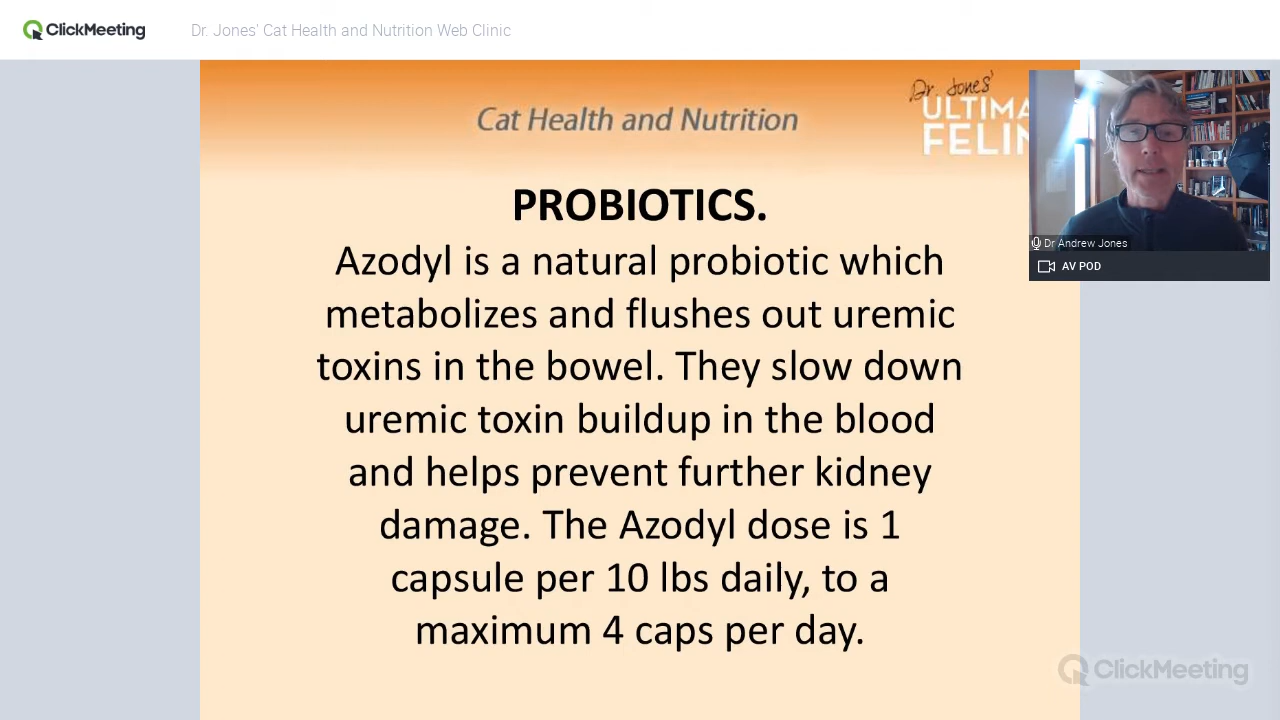 ClickMeeting
Dr. Jones' Cat Health and Nutrition Web Clinic
Cat Health and Nutrition
Dr. Jones'
ULTIMA
FELIN
PROBIOTICS.
Azodyl is a natural probiotic which
metabolizes and flushes out uremic
toxins in the bowel. They slow down
uremic toxin buildup in the blood
and helps prevent further kidney
damage. The Azodyl dose is 1
capsule per 10 lbs daily, to a
maximum 4 caps per day.
Dr Andrew Jones
AV POD
ClickMeeting